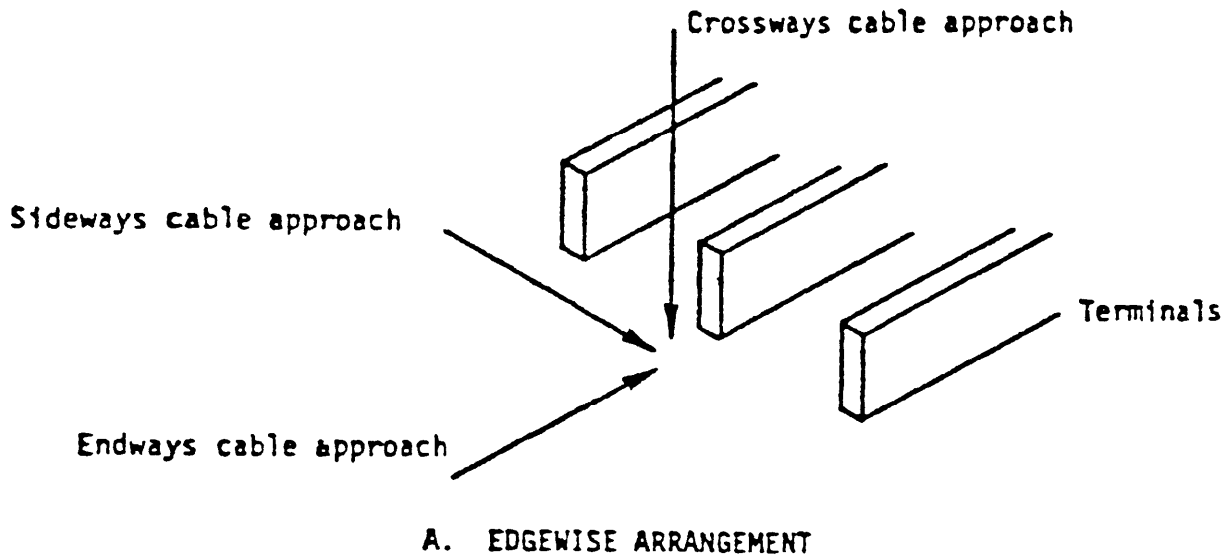 Crossways cable approach
Sideways cable approach
Terminals
Endways cable approach
A. EDGEWISE ARRANGEMENT